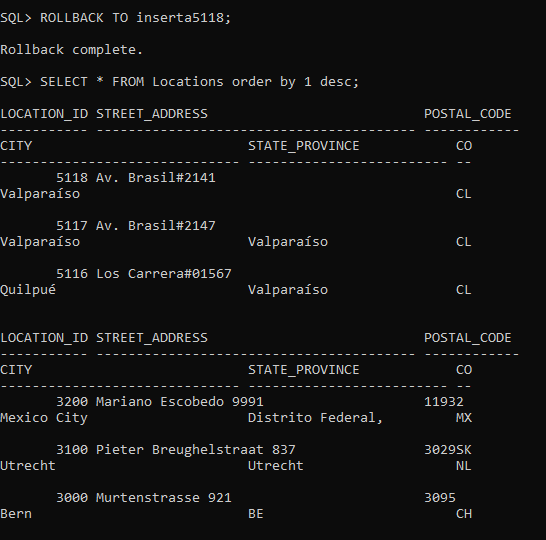 SQL> ROLLBACK TO inserta5118;
Rollback complete.
SQL> SELECT * FROM Locations order by 1 desc;
LOCATION_ID STREET_ADDRESS                           POSTAL_CODE
----------- ---------------------------------------- ------------
CITY                           STATE_PROVINCE            CO
------------------------------ ------------------------- --
       5118 Av. Brasil#2141
Valparaíso                                               CL
       5117 Av. Brasil#2147
Valparaíso                     Valparaíso                CL
       5116 Los Carrera#01567
Quilpué                        Valparaíso                CL
LOCATION_ID STREET_ADDRESS                           POSTAL_CODE
----------- ---------------------------------------- ------------
CITY                           STATE_PROVINCE            CO
------------------------------ ------------------------- --
       3200 Mariano Escobedo 9991                    11932
Mexico City                    Distrito Federal,         MX
       3100 Pieter Breughelstraat 837                3029SK
Utrecht                        Utrecht                   NL
       3000 Murtenstrasse 921                        3095
Bern                           BE                        CH